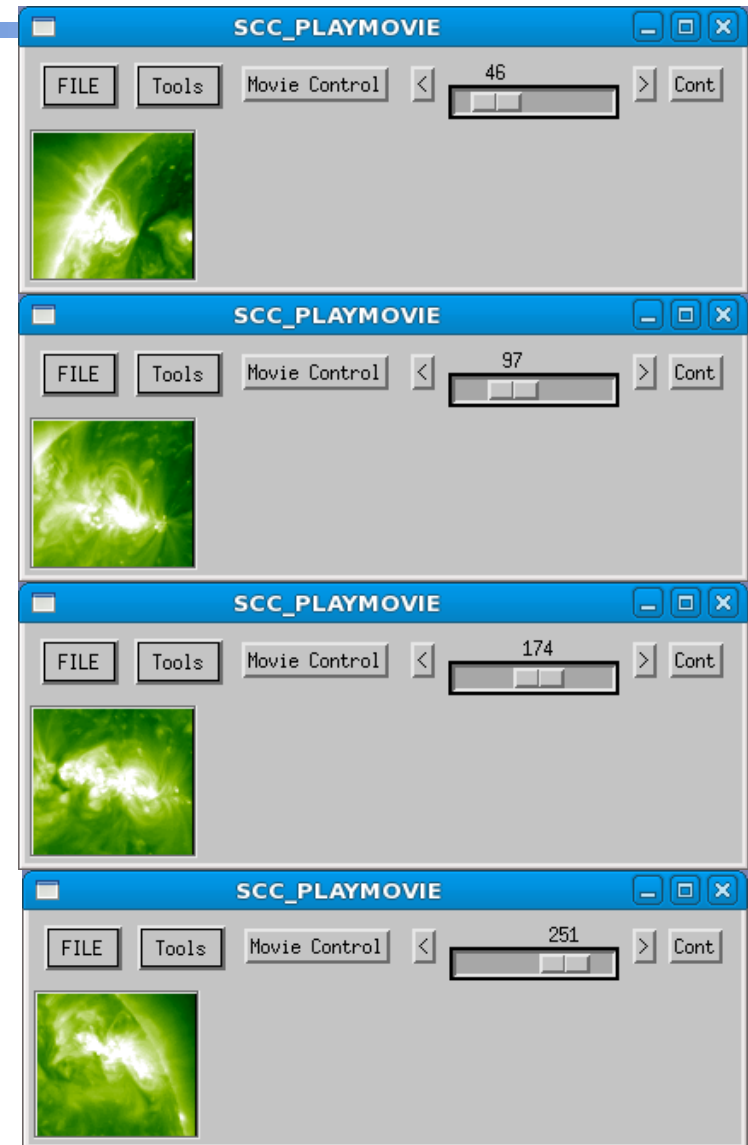 SCC_PLAYMOVIE
FILE Tools Movie Control < 46 > Cont
SCC_PLAYMOVIE
FILE Tools Movie Control < 97 > Cont
SCC_PLAYMOVIE
FILE Tools Movie Control < 174 > Cont
SCC_PLAYMOVIE
FILE Tools Movie Control < 251 > Cont